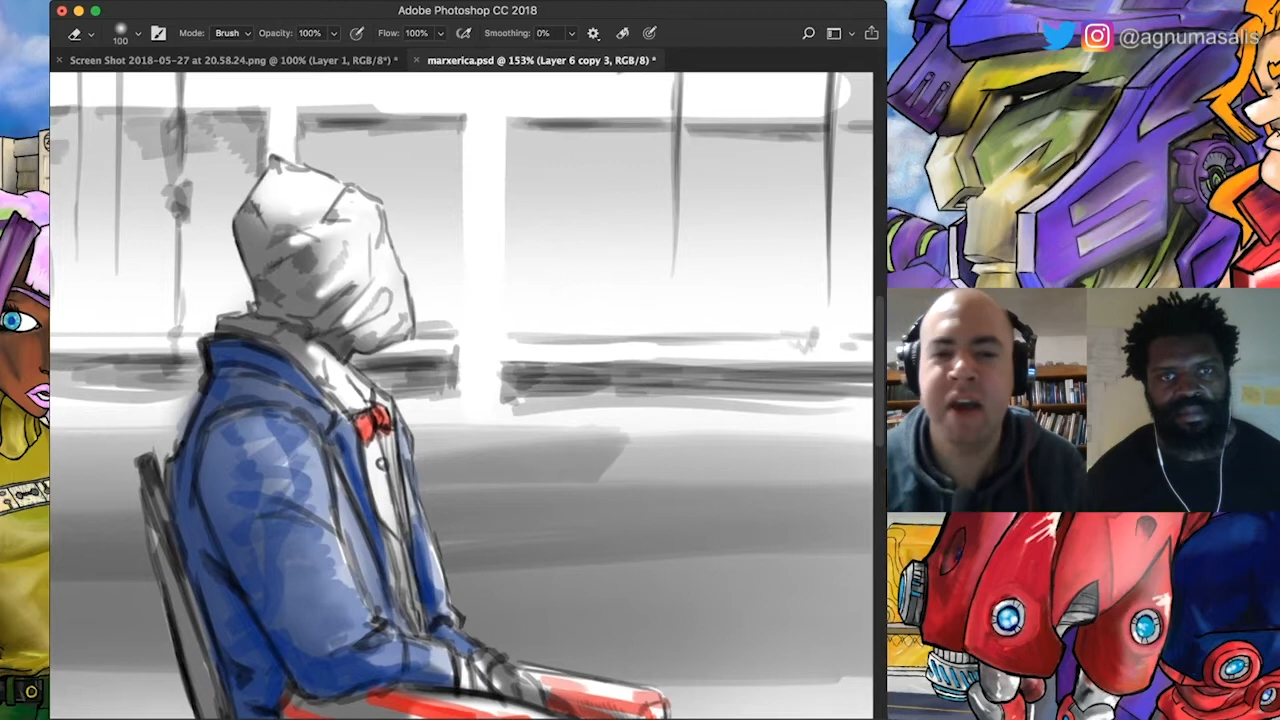 Adobe Photoshop CC 2018
100
Mode: Brush Opacity: 100% Flow: 100% Smoothing: 0%
Screen Shot 2018-05-27 at 20.58.24.png @ 100% (Layer 1, RGB/8*) *
marxerica.psd @ 153% (Layer 6 copy 3, RGB/8) *
@agnumasalis